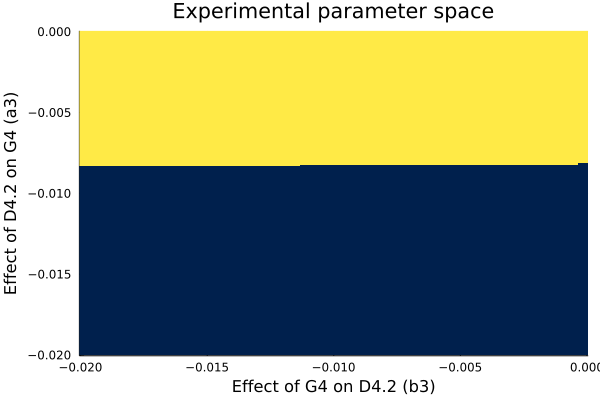 Experimental parameter space
0.000
−0.005
−0.010
−0.015
−0.020
Effect of D4.2 on G4 (a3)
−0.020 −0.015 −0.010 −0.005 0.000
Effect of G4 on D4.2 (b3)